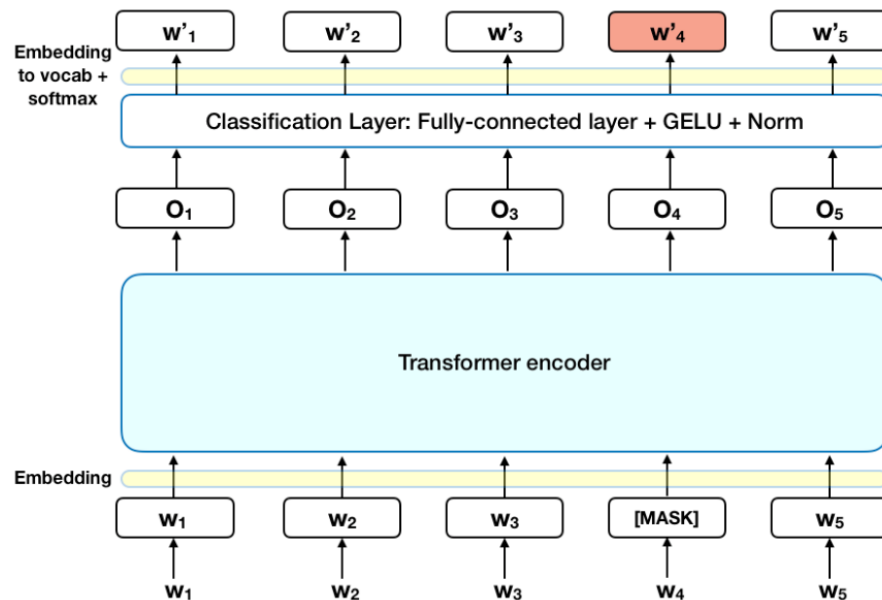 Embedding
to vocab +
softmax
w'₁ w'₂ w'₃ w'₄ w'₅
Classification Layer: Fully-connected layer + GELU + Norm
O₁ O₂ O₃ O₄ O₅
Transformer encoder
Embedding
w₁ w₂ w₃ [MASK] w₅
w₁ w₂ w₃ w₄ w₅